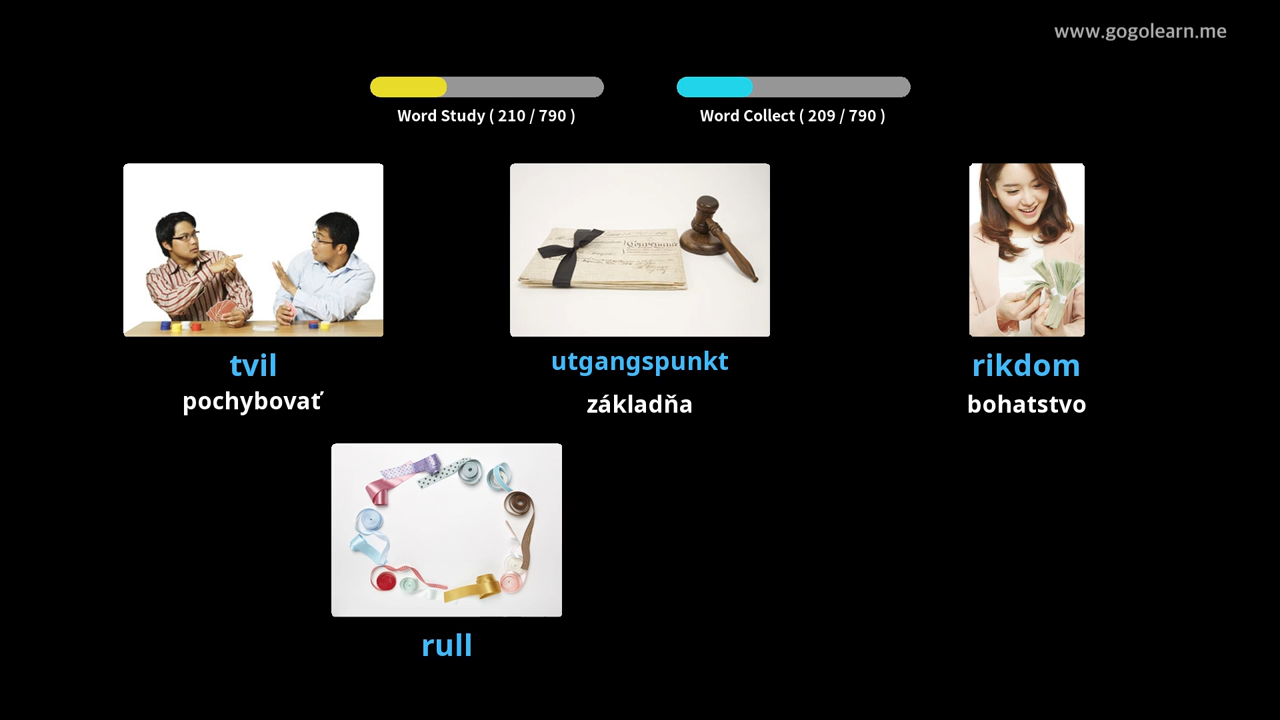 www.gogolearn.me
Word Study ( 210 / 790 )
Word Collect ( 209 / 790 )
tvil
pochybovať
utgangspunkt
základňa
rikdom
bohatstvo
rull